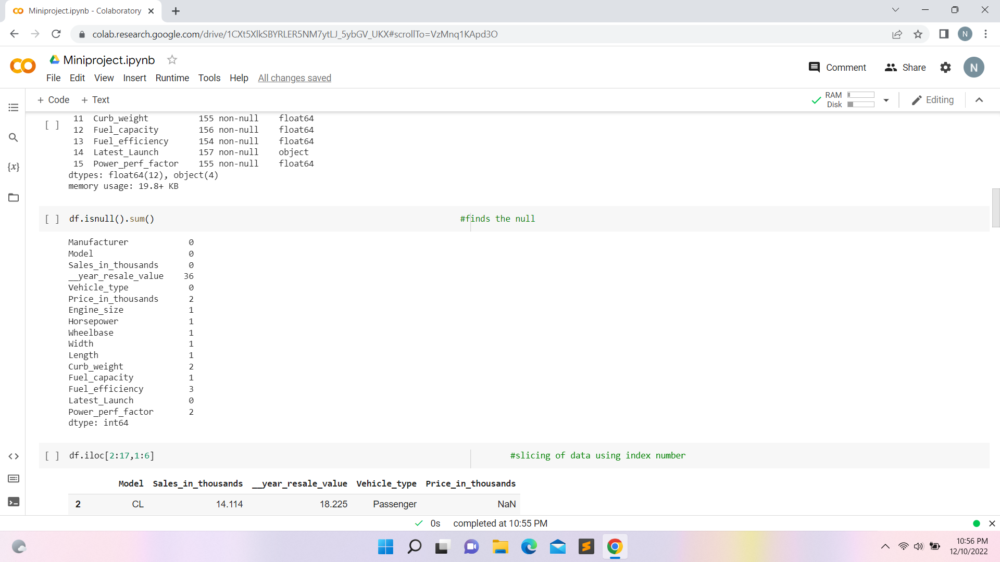 Miniproject.ipynb - Colaboratory
colab.research.google.com/drive/1CXt5XlkSBYRLER5NM7ytLJ_5ybGV_UKX#scrollTo=VzMnq1KApd3O
N
Miniproject.ipynb
Comment Share N
File Edit View Insert Runtime Tools Help All changes saved
+ Code + Text
RAM
Disk
Editing
{x}
[ ]
11 Curb_weight 155 non-null float64
12 Fuel_capacity 156 non-null float64
13 Fuel_efficiency 154 non-null float64
14 Latest_Launch 157 non-null object
15 Power_perf_factor 155 non-null float64
dtypes: float64(12), object(4)
memory usage: 19.8+ KB
[ ] df.isnull().sum() #finds the null
Manufacturer 0
Model 0
Sales_in_thousands 0
__year_resale_value 36
Vehicle_type 0
Price_in_thousands 2
Engine_size 1
Horsepower 1
Wheelbase 1
Width 1
Length 1
Curb_weight 2
Fuel_capacity 1
Fuel_efficiency 3
Latest_Launch 0
Power_perf_factor 2
dtype: int64
[ ] df.iloc[2:17,1:6] #slicing of data using index number
Model Sales_in_thousands __year_resale_value Vehicle_type Price_in_thousands
2 CL 14.114 18.225 Passenger NaN
0s completed at 10:55 PM
10:56 PM
12/10/2022